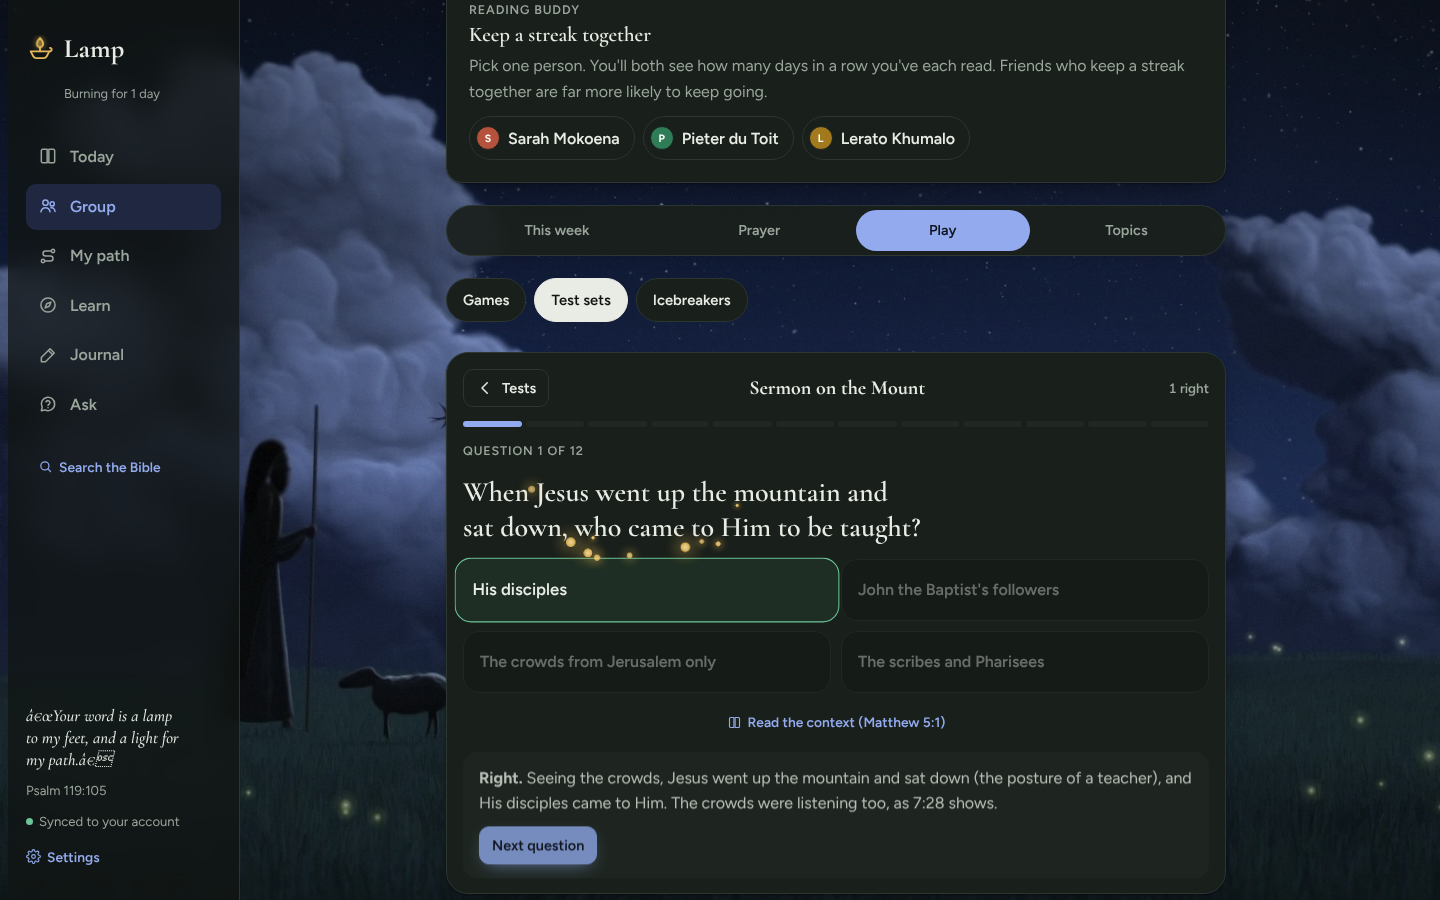 Lamp
Burning for 1 day
Today
Group
My path
Learn
Journal
Ask
Search the Bible
“Your word is a lamp
to my feet, and a light for
my path.â€
Psalm 119:105
Synced to your account
Settings
READING BUDDY
Keep a streak together
Pick one person. You'll both see how many days in a row you've each read. Friends who keep a streak
together are far more likely to keep going.
S Sarah Mokoena P Pieter du Toit L Lerato Khumalo
This week Prayer Play Topics
Games Test sets Icebreakers
Tests Sermon on the Mount 1 right
QUESTION 1 OF 12
When Jesus went up the mountain and
sat down, who came to Him to be taught?
His disciples John the Baptist's followers
The crowds from Jerusalem only The scribes and Pharisees
Read the context (Matthew 5:1)
Right. Seeing the crowds, Jesus went up the mountain and sat down (the posture of a teacher), and
His disciples came to Him. The crowds were listening too, as 7:28 shows.
Next question